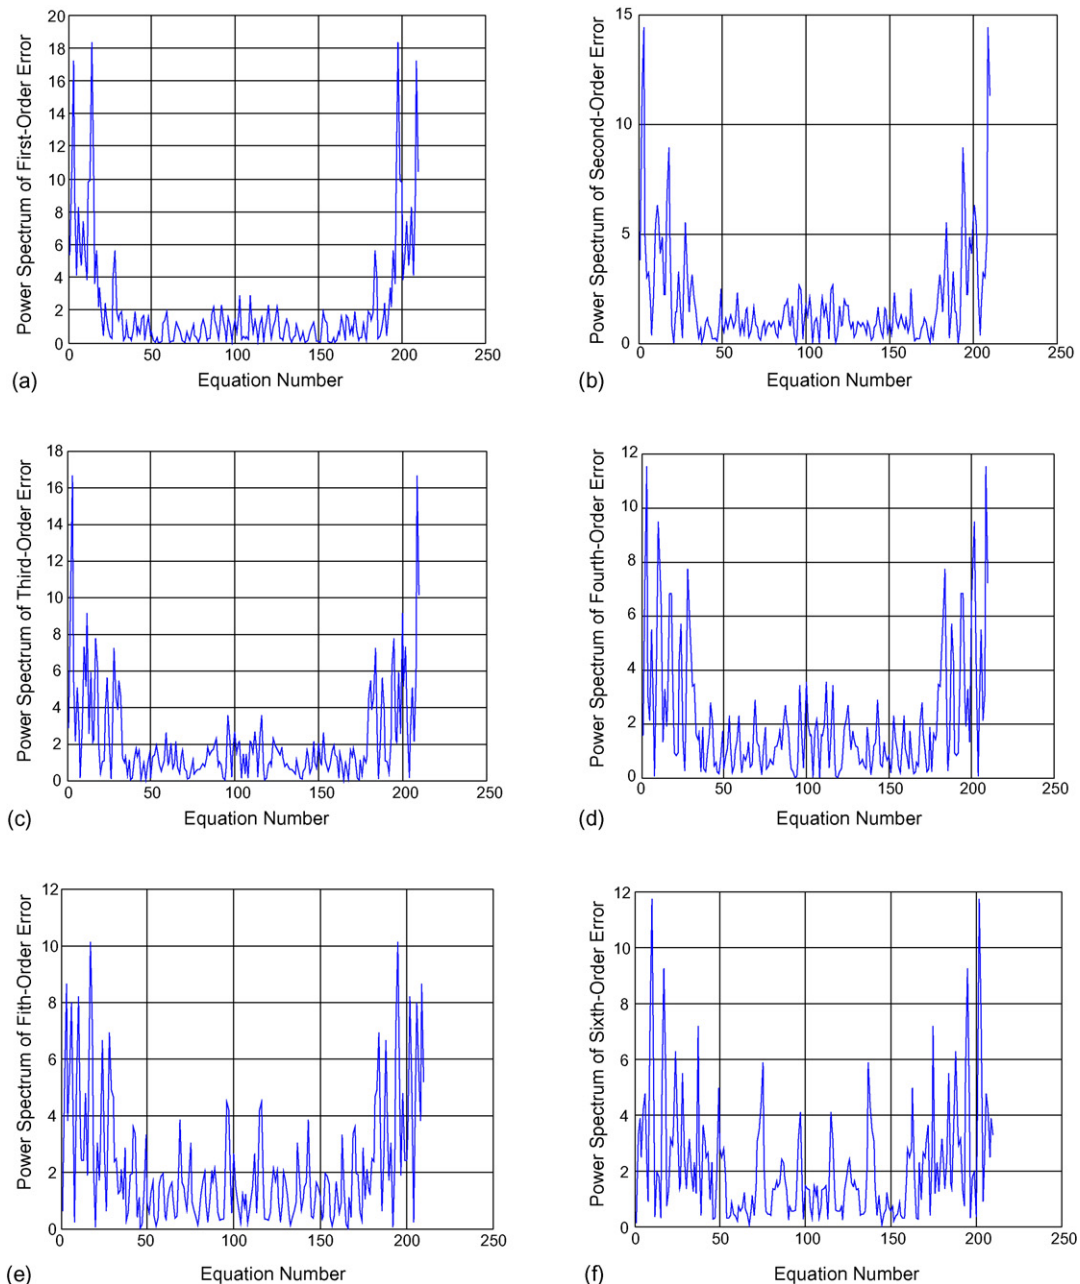 Power Spectrum of First-Order Error
20
18
16
14
12
10
8
6
4
2
0
0 50 100 150 200 250
(a) Equation Number
Power Spectrum of Second-Order Error
15
10
5
0
0 50 100 150 200 250
(b) Equation Number
Power Spectrum of Third-Order Error
18
16
14
12
10
8
6
4
2
0
0 50 100 150 200 250
(c) Equation Number
Power Spectrum of Fourth-Order Error
12
10
8
6
4
2
0
0 50 100 150 200 250
(d) Equation Number
Power Spectrum of Fith-Order Error
12
10
8
6
4
2
0
0 50 100 150 200 250
(e) Equation Number
Power Spectrum of Sixth-Order Error
12
10
8
6
4
2
0
0 50 100 150 200 250
(f) Equation Number